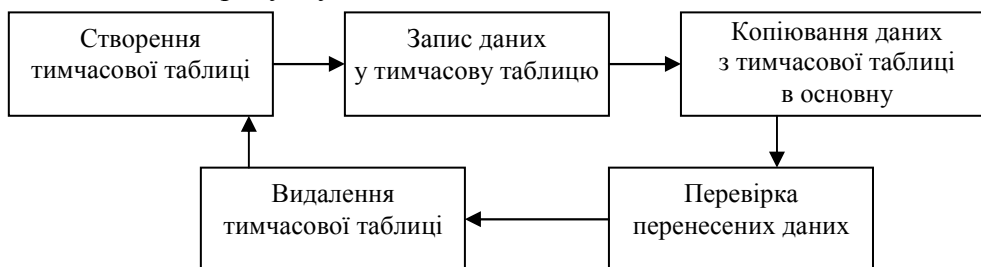 Створення
тимчасової таблиці
Запис даних
у тимчасову таблицю
Копіювання даних
з тимчасової таблиці
в основну
Видалення
тимчасової таблиці
Перевірка
перенесених даних